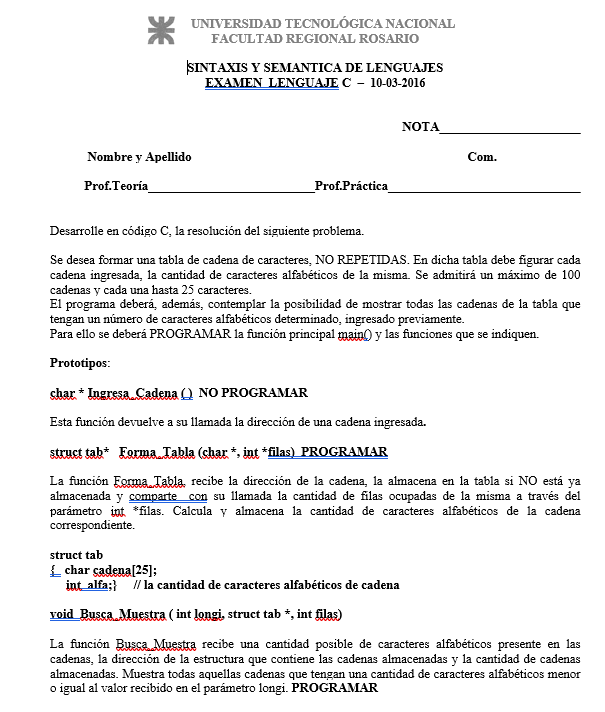 UNIVERSIDAD TECNOLÓGICA NACIONAL
FACULTAD REGIONAL ROSARIO
SINTAXIS Y SEMANTICA DE LENGUAJES
EXAMEN LENGUAJE C – 10-03-2016
NOTA______________________
Nombre y Apellido Com.
Prof.Teoría__________________________Prof.Práctica______________________________
Desarrolle en código C, la resolución del siguiente problema.
Se desea formar una tabla de cadena de caracteres, NO REPETIDAS. En dicha tabla debe figurar cada
cadena ingresada, la cantidad de caracteres alfabéticos de la misma. Se admitirá un máximo de 100
cadenas y cada una hasta 25 caracteres.
El programa deberá, además, contemplar la posibilidad de mostrar todas las cadenas de la tabla que
tengan un número de caracteres alfabéticos determinado, ingresado previamente.
Para ello se deberá PROGRAMAR la función principal main() y las funciones que se indiquen.
Prototipos:
char * Ingresa_Cadena ( ) NO PROGRAMAR
Esta función devuelve a su llamada la dirección de una cadena ingresada.
struct tab* Forma_Tabla (char *, int *filas) PROGRAMAR
La función Forma_Tabla, recibe la dirección de la cadena, la almacena en la tabla si NO está ya
almacenada y comparte con su llamada la cantidad de filas ocupadas de la misma a través del
parámetro int *filas. Calcula y almacena la cantidad de caracteres alfabéticos de la cadena
correspondiente.
struct tab
{ char cadena[25];
int alfa;} // la cantidad de caracteres alfabéticos de cadena
void Busca_Muestra ( int longi, struct tab *, int filas)
La función Busca_Muestra recibe una cantidad posible de caracteres alfabéticos presente en las
cadenas, la dirección de la estructura que contiene las cadenas almacenadas y la cantidad de cadenas
almacenadas. Muestra todas aquellas cadenas que tengan una cantidad de caracteres alfabéticos menor
o igual al valor recibido en el parámetro longi. PROGRAMAR